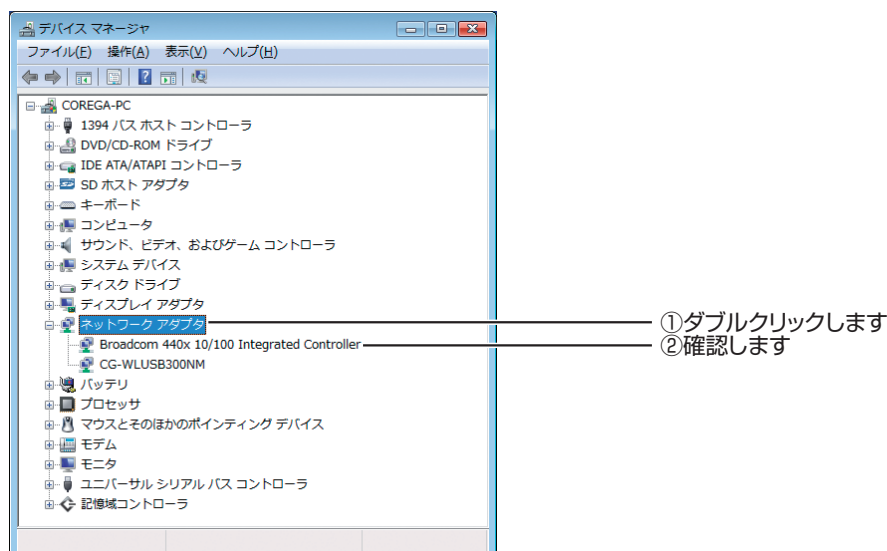 デバイス マネージャ
ファイル(F) 操作(A) 表示(V) ヘルプ(H)
COREGA-PC
1394 バス ホスト コントローラ
DVD/CD-ROM ドライブ
IDE ATA/ATAPI コントローラ
SD ホスト アダプタ
キーボード
コンピュータ
サウンド、ビデオ、およびゲーム コントローラ
システム デバイス
ディスク ドライブ
ディスプレイ アダプタ
ネットワーク アダプタ
①ダブルクリックします
Broadcom 440x 10/100 Integrated Controller
②確認します
CG-WLUSB300NM
バッテリ
プロセッサ
マウスとそのほかのポインティング デバイス
モデム
モニタ
ユニバーサル シリアル バス コントローラ
記憶域コントローラ